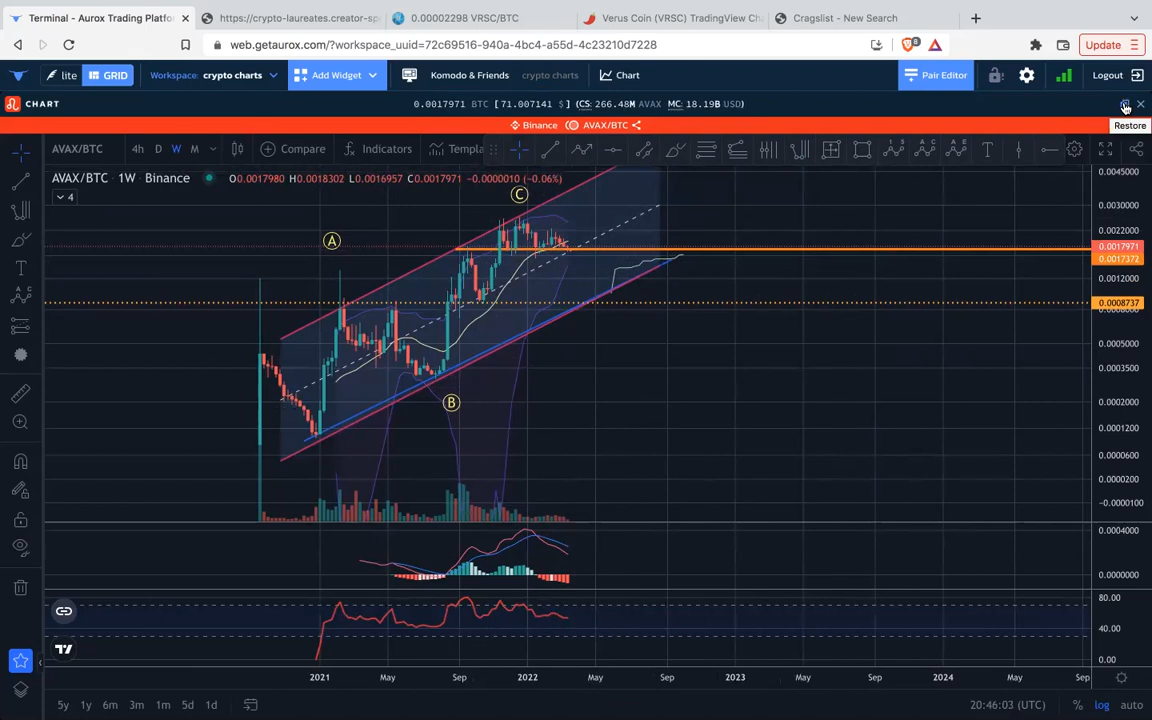 Terminal - Aurox Trading Platfo
https://crypto-laureates.creator-sp
0.00002298 VRSC/BTC
Verus Coin (VRSC) TradingView Ch
Cragslist - New Search
web.getaurox.com/?workspace_uuid=72c69516-940a-4bc4-a55d-4c23210d7228
8
Update
lite
GRID
Workspace: crypto charts
Add Widget
Komodo & Friends
crypto charts
Chart
Pair Editor
Logout
CHART
0.0017971 BTC [71.007141 $] (CS: 266.48M AVAX MC: 18.19B USD)
Restore
Binance AVAX/BTC
AVAX/BTC 4h D W M Compare Indicators Templa
AVAX/BTC · 1W · Binance O0.0017980 H0.0018302 L0.0016957 C0.0017971 −0.0000010 (−0.06%)
4
A
B
C
0.0045000
0.0030000
0.0022000
0.0017971
0.0017372
0.0012000
0.0008737
0.0005000
0.0003500
0.0002000
0.0001200
0.0000600
0.0000200
−0.0000100
0.0004000
0.0000000
80.00
40.00
0.00
2021 May Sep 2022 May Sep 2023 May Sep 2024 May Sep
5y 1y 6m 3m 1m 5d 1d
20:46:03 (UTC) % log auto